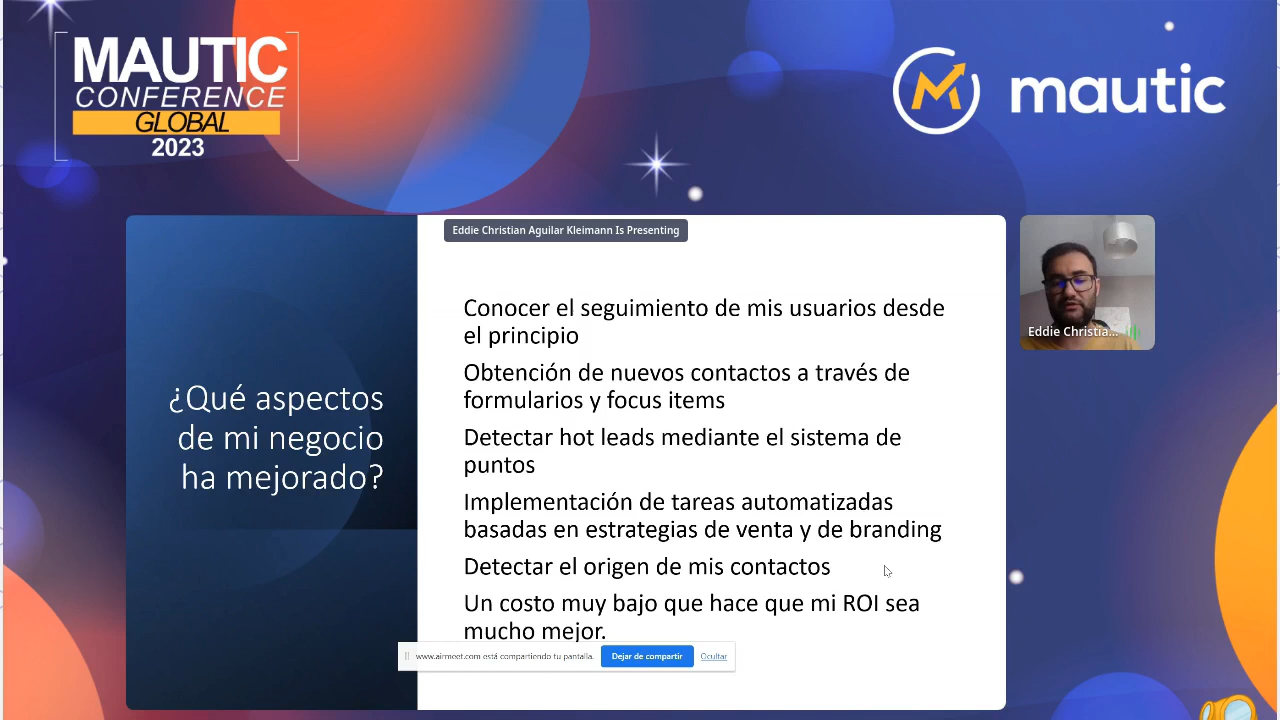 MAUTIC
CONFERENCE
GLOBAL
2023
mautic
Eddie Christian Aguilar Kleimann Is Presenting
¿Qué aspectos
de mi negocio
ha mejorado?
Conocer el seguimiento de mis usuarios desde
el principio
Obtención de nuevos contactos a través de
formularios y focus items
Detectar hot leads mediante el sistema de
puntos
Implementación de tareas automatizadas
basadas en estrategias de venta y de branding
Detectar el origen de mis contactos
Un costo muy bajo que hace que mi ROI sea
mucho mejor.
www.airmeet.com está compartiendo tu pantalla.
Dejar de compartir
Ocultar
Eddie Christia...